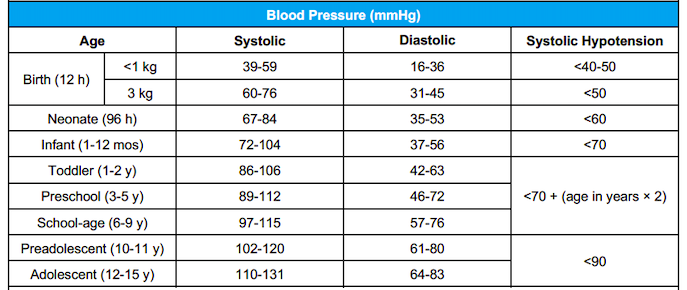 Blood Pressure (mmHg)
Age Systolic Diastolic Systolic Hypotension
Birth (12 h) <1 kg 39-59 16-36 <40-50
3 kg 60-76 31-45 <50
Neonate (96 h) 67-84 35-53 <60
Infant (1-12 mos) 72-104 37-56 <70
Toddler (1-2 y) 86-106 42-63
Preschool (3-5 y) 89-112 46-72 <70 + (age in years × 2)
School-age (6-9 y) 97-115 57-76
Preadolescent (10-11 y) 102-120 61-80 <90
Adolescent (12-15 y) 110-131 64-83